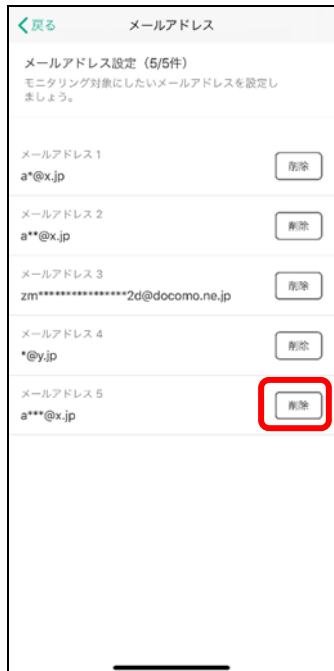 戻る
メールアドレス
メールアドレス設定（5/5件）
モニタリング対象にしたいメールアドレスを設定し
ましょう。
メールアドレス 1
a*@x.jp
削除
メールアドレス 2
a**@x.jp
削除
メールアドレス 3
zm****************2d@docomo.ne.jp
削除
メールアドレス 4
*@y.jp
削除
メールアドレス 5
a***@x.jp
削除